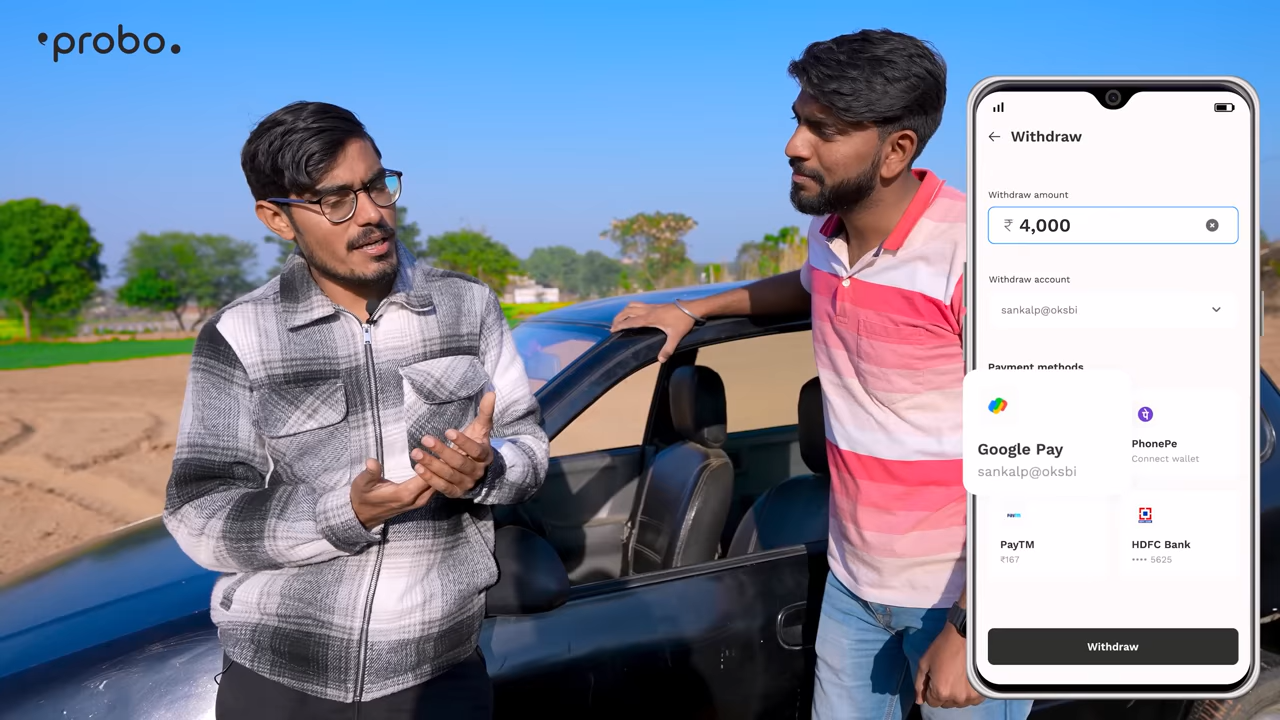 probo.
Withdraw
Withdraw amount
₹ 4,000
Withdraw account
sankalp@oksbi
Payment methods
Google Pay
sankalp@oksbi
PhonePe
Connect wallet
PayTM
₹167
HDFC Bank
•••• 5625
Withdraw